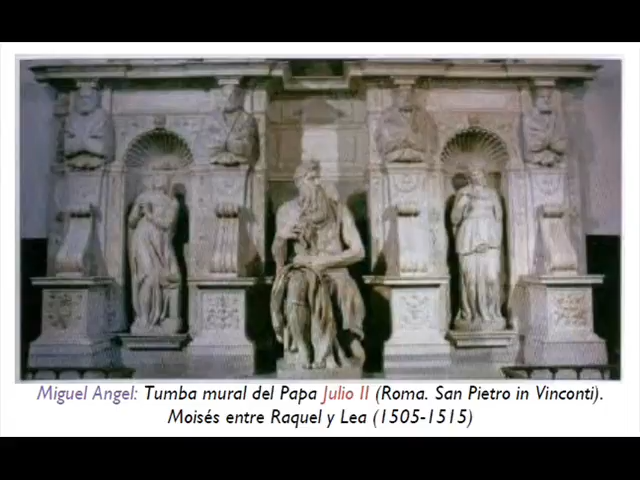 Miguel Angel: Tumba mural del Papa Julio II (Roma. San Pietro in Vinconti).
Moisés entre Raquel y Lea (1505-1515)